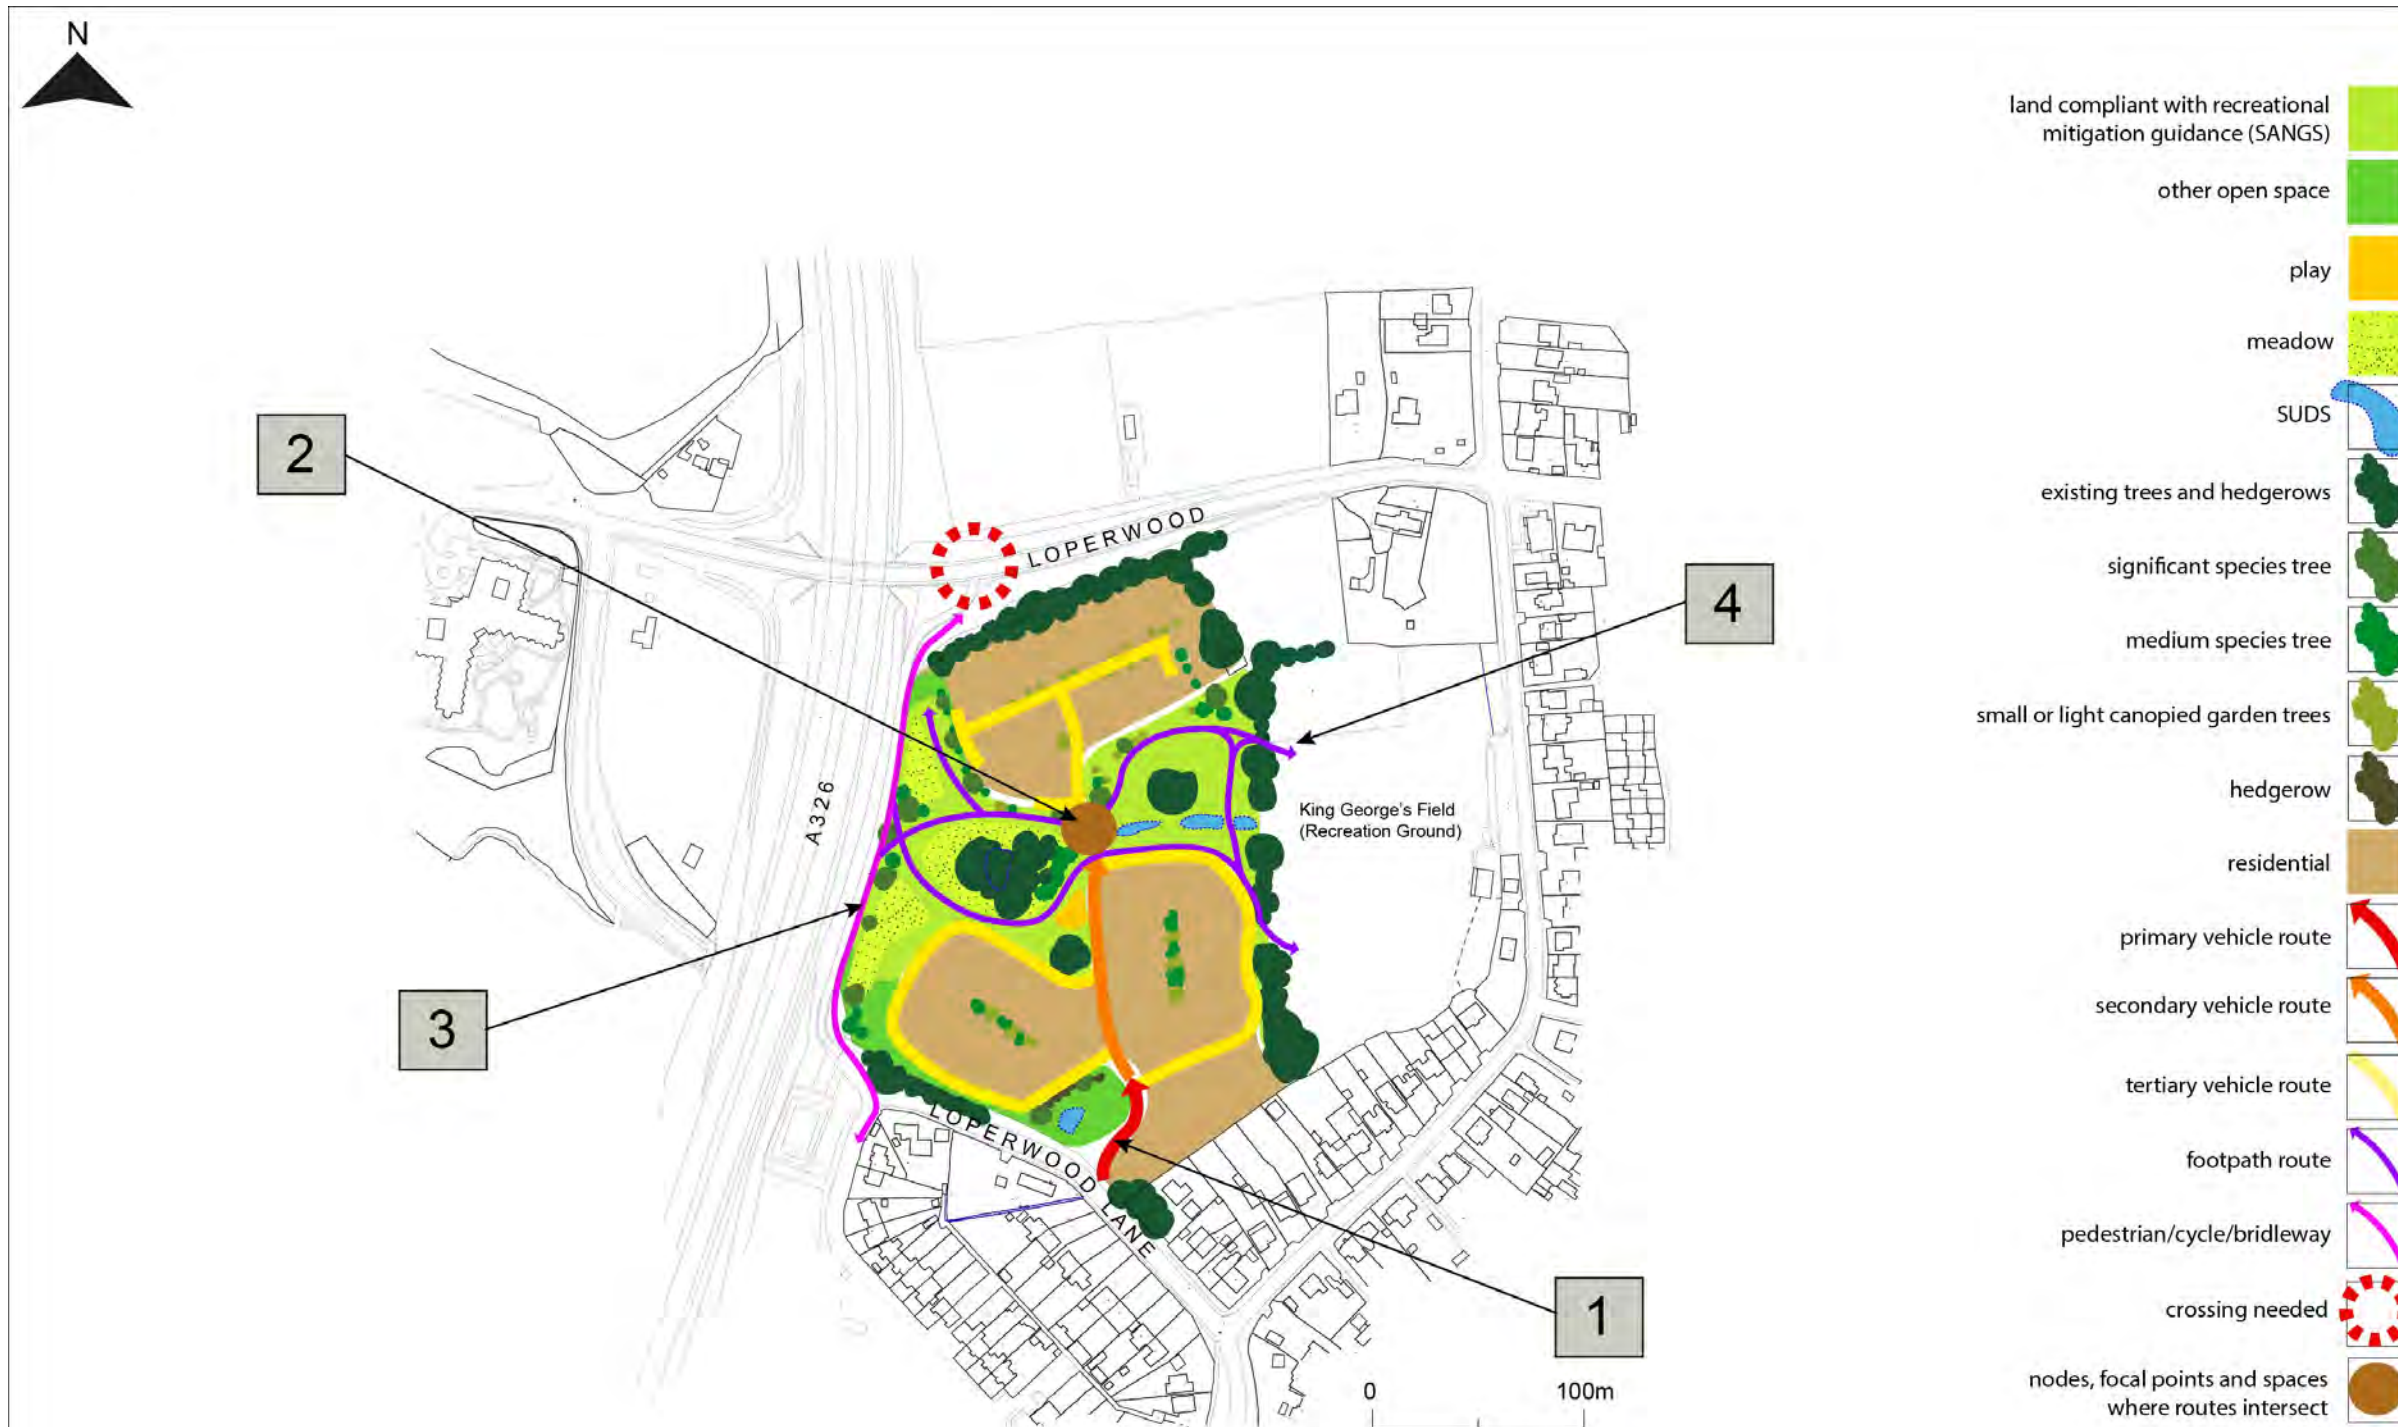 N
land compliant with recreational
mitigation guidance (SANGS)
other open space
play
meadow
SUDS
existing trees and hedgerows
significant species tree
medium species tree
small or light canopied garden trees
hedgerow
residential
primary vehicle route
secondary vehicle route
tertiary vehicle route
footpath route
pedestrian/cycle/bridleway
crossing needed
nodes, focal points and spaces
where routes intersect
2
LOPERWOOD
4
A326
King George's Field
(Recreation Ground)
3
LOPERWOOD LANE
1
0 100m